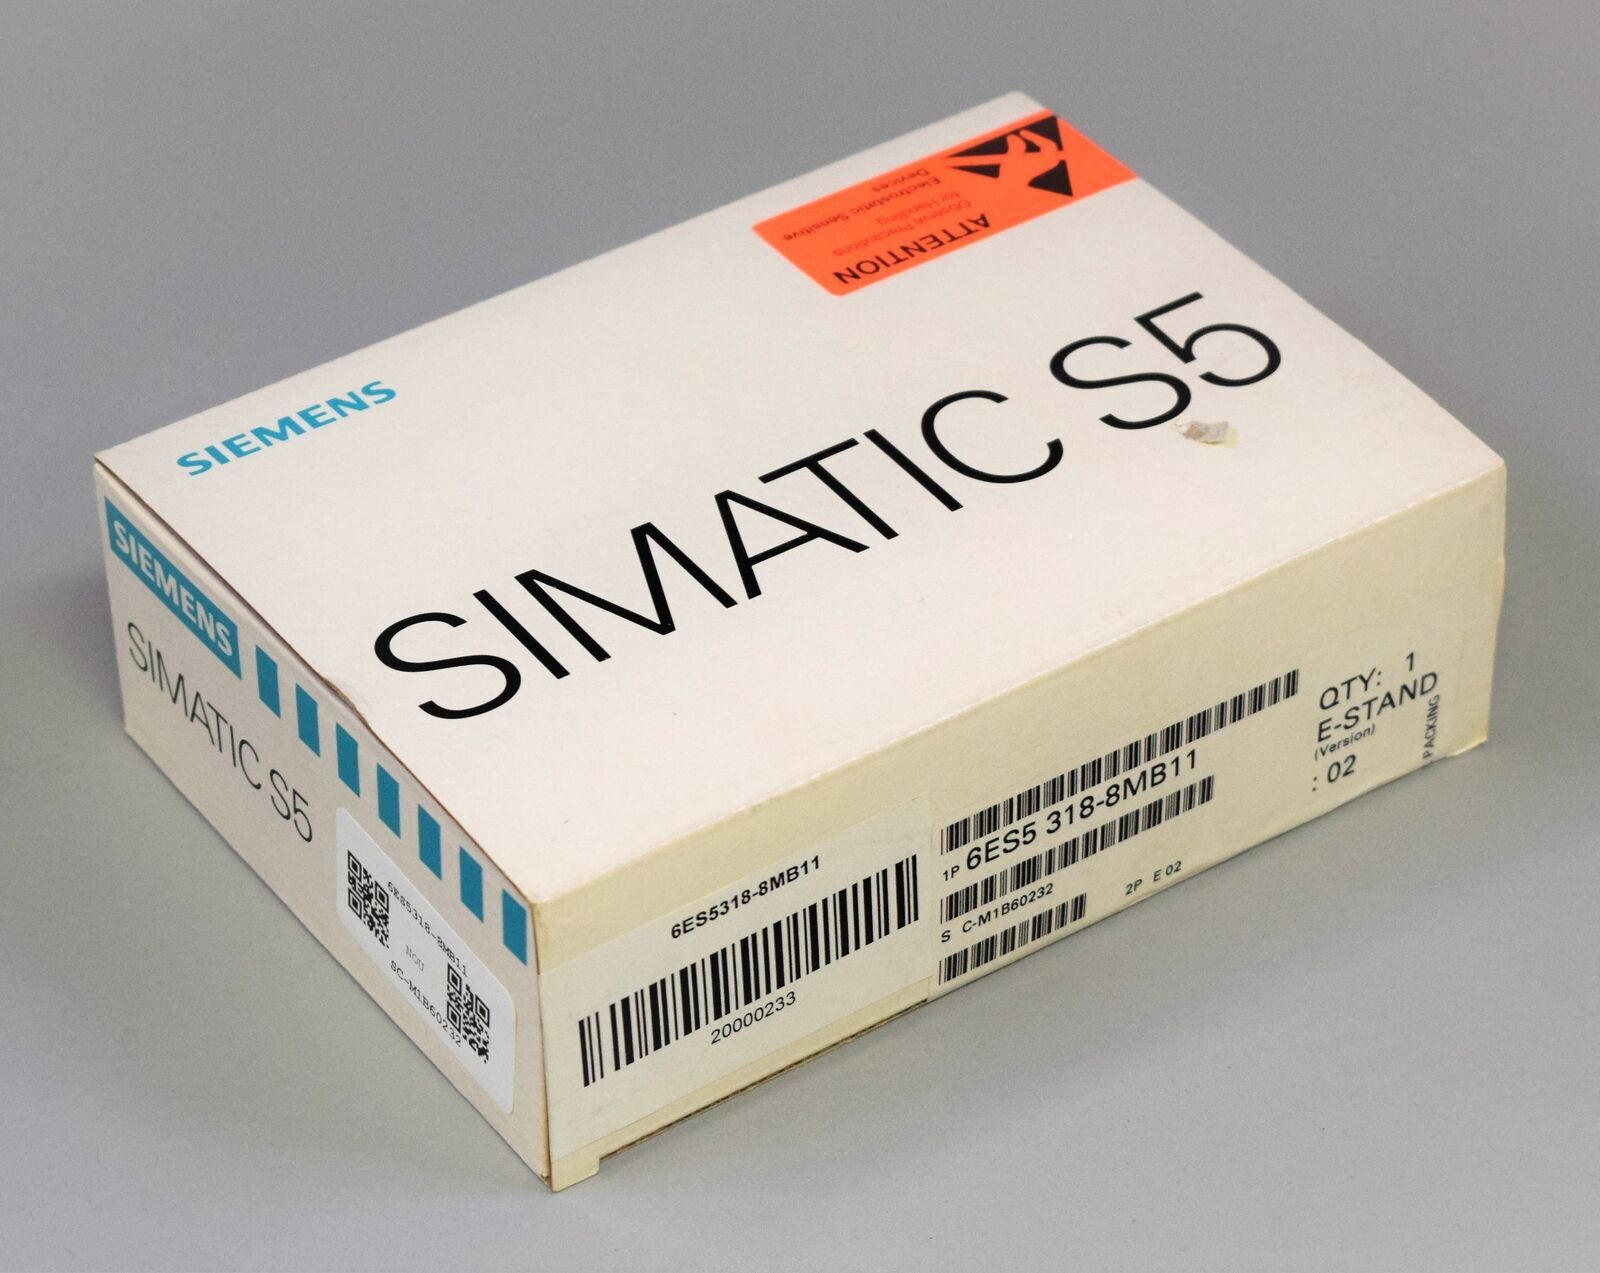 SIEMENS
SIMATIC S5
ATTENTION
Observe Precautions
for Handling
Electrostatic Sensitive
Devices
SIEMENS
SIMATIC S5
6ES5318-8MB11
NOU
SC-M1B60232
6ES5318-8MB11
20000233
1P 6ES5 318-8MB11
S C-M1B60232
2P E 02
QTY: 1
E-STAND
(Version)
: 02
PACKING